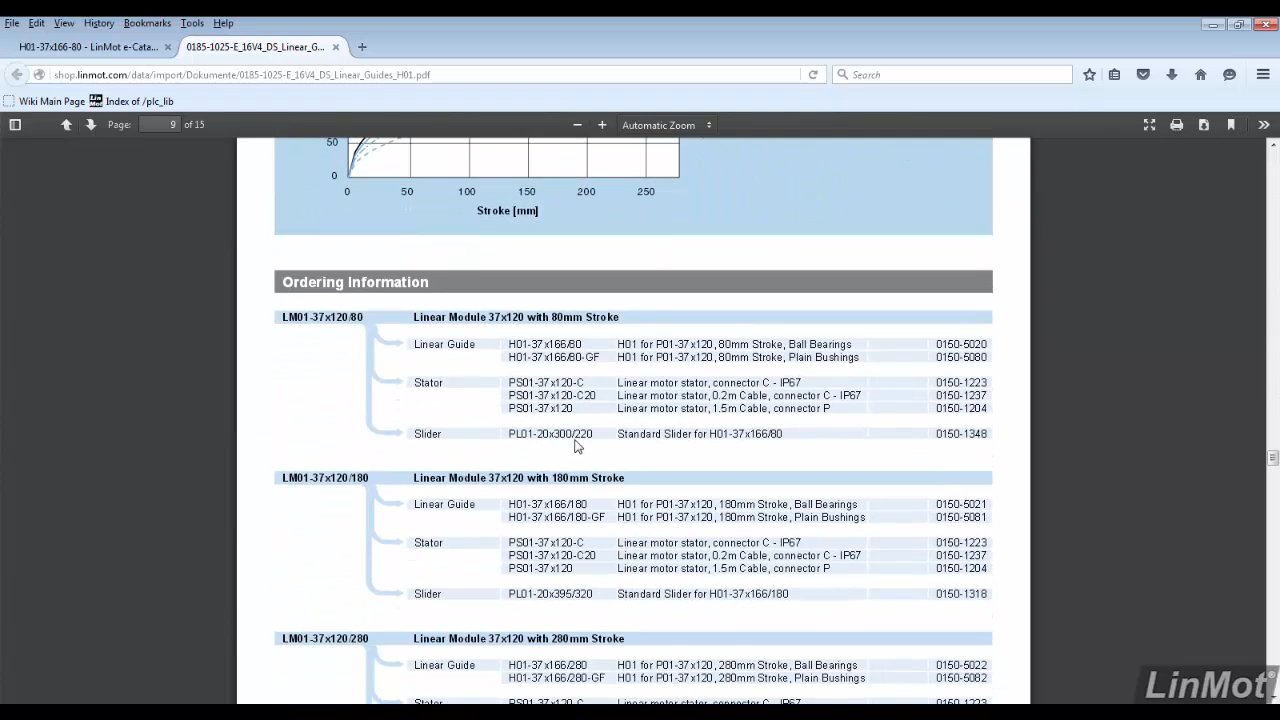 File Edit View History Bookmarks Tools Help
H01-37x166-80 - LinMot e-Cata... × 0185-1025-E_16V4_DS_Linear_G... × +
shop.linmot.com/data/import/Dokumente/0185-1025-E_16V4_DS_Linear_Guides_H01.pdf Search
Wiki Main Page Index of /plc_lib
Page: 9 of 15 Automatic Zoom
50
0
0 50 100 150 200 250
Stroke [mm]
Ordering Information
LM01-37x120/80 Linear Module 37x120 with 80mm Stroke
Linear Guide H01-37x166/80 H01 for P01-37x120, 80mm Stroke, Ball Bearings 0150-5020
H01-37x166/80-GF H01 for P01-37x120, 80mm Stroke, Plain Bushings 0150-5080
Stator PS01-37x120-C Linear motor stator, connector C - IP67 0150-1223
PS01-37x120-C20 Linear motor stator, 0.2m Cable, connector C - IP67 0150-1237
PS01-37x120 Linear motor stator, 1.5m Cable, connector P 0150-1204
Slider PL01-20x300/220 Standard Slider for H01-37x166/80 0150-1348
LM01-37x120/180 Linear Module 37x120 with 180mm Stroke
Linear Guide H01-37x166/180 H01 for P01-37x120, 180mm Stroke, Ball Bearings 0150-5021
H01-37x166/180-GF H01 for P01-37x120, 180mm Stroke, Plain Bushings 0150-5081
Stator PS01-37x120-C Linear motor stator, connector C - IP67 0150-1223
PS01-37x120-C20 Linear motor stator, 0.2m Cable, connector C - IP67 0150-1237
PS01-37x120 Linear motor stator, 1.5m Cable, connector P 0150-1204
Slider PL01-20x395/320 Standard Slider for H01-37x166/180 0150-1318
LM01-37x120/280 Linear Module 37x120 with 280mm Stroke
Linear Guide H01-37x166/280 H01 for P01-37x120, 280mm Stroke, Ball Bearings 0150-5022
H01-37x166/280-GF H01 for P01-37x120, 280mm Stroke, Plain Bushings 0150-5082
Stator PS01-37x120-C Linear motor stator, connector C - IP67 0150-1223
LinMot